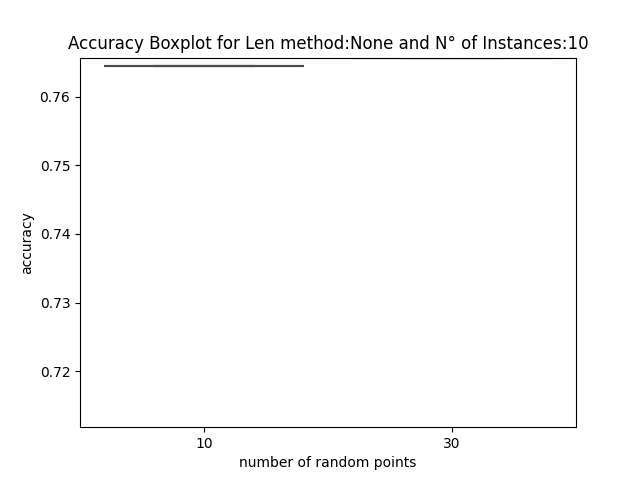 Accuracy Boxplot for Len method:None and N° of Instances:10
0.76
0.75
0.74
0.73
0.72
accuracy
10
30
number of random points